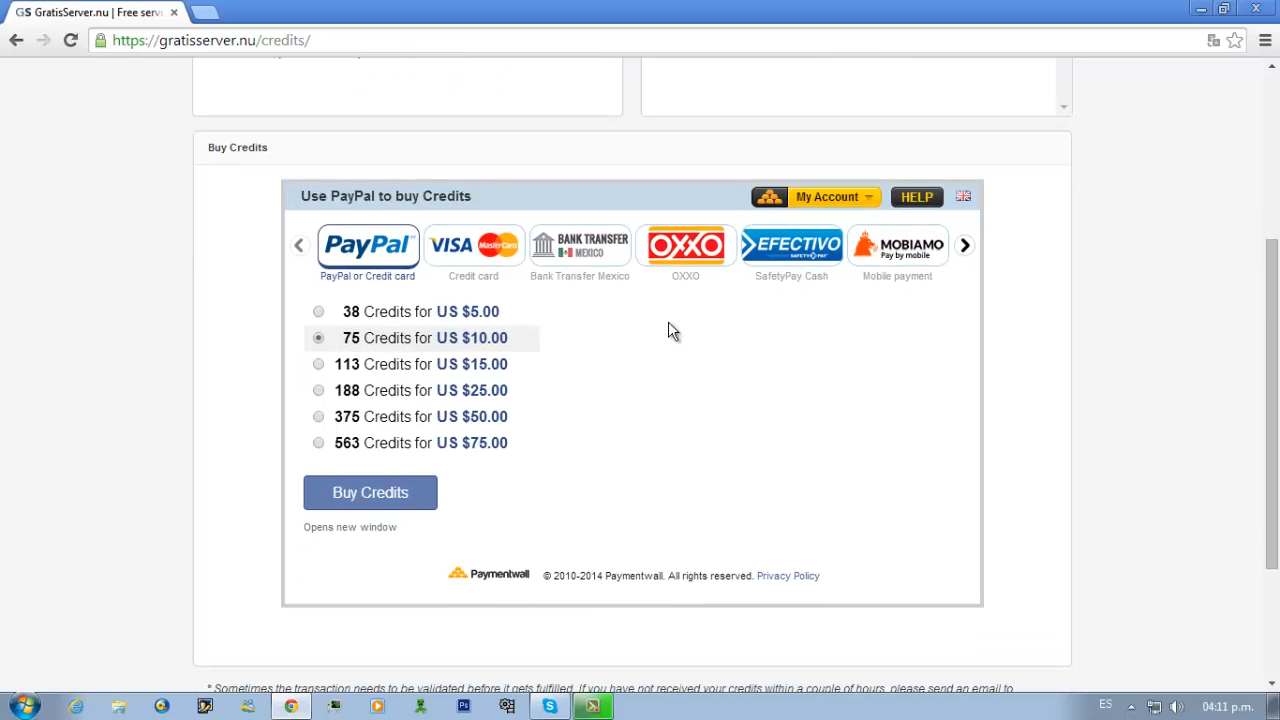 GS GratisServer.nu | Free serv
https://gratisserver.nu/credits/
Buy Credits
Use PayPal to buy Credits
My Account
HELP
PayPal
VISA MasterCard
BANK TRANSFER
MEXICO
OXXO
EFECTIVO
SAFETYPAY
MOBIAMO
Pay by mobile
PayPal or Credit card
Credit card
Bank Transfer Mexico
OXXO
SafetyPay Cash
Mobile payment
38 Credits for US $5.00
75 Credits for US $10.00
113 Credits for US $15.00
188 Credits for US $25.00
375 Credits for US $50.00
563 Credits for US $75.00
Buy Credits
Opens new window
Paymentwall © 2010-2014 Paymentwall. All rights reserved. Privacy Policy
* Sometimes the transaction needs to be validated before it gets fulfilled. If you have not received your credits within a couple of hours, please send an email to
ES
04:11 p.m.